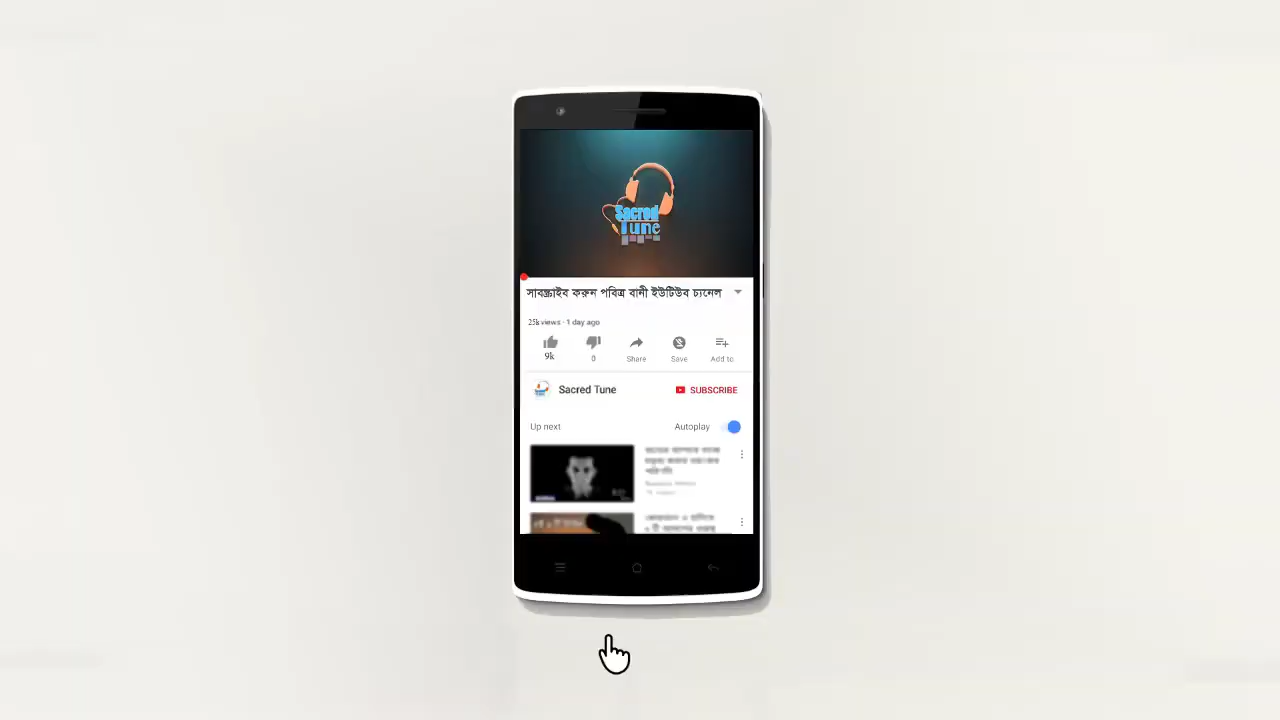 Sacred
Tune
সাবস্ক্রাইব করুন পবিত্র বানী ইউটিউব চ্যনেল
25k views · 1 day ago
9k
0
Share
Save
Add to
Sacred Tune
SUBSCRIBE
Up next
Autoplay